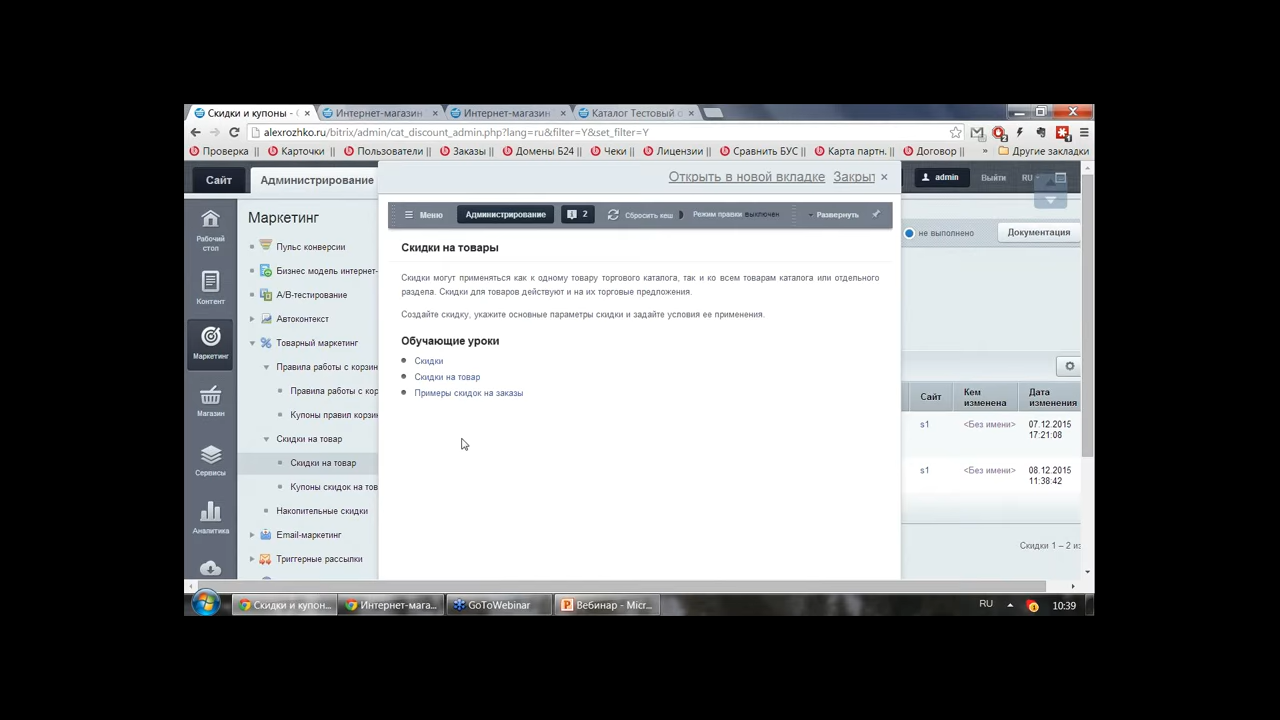 Скидки и купоны - С
Интернет-магазин
Интернет-магазин
Каталог Тестовый о
alexrozhko.ru/bitrix/admin/cat_discount_admin.php?lang=ru&filter=Y&set_filter=Y
Проверка ||
Карточки ||
Пользователи ||
Заказы ||
Домены Б24 ||
Чеки ||
Лицензии ||
Сравнить БУС ||
Карта партн. ||
Договор ||
»
Другие закладки
Сайт
Администрирование
Открыть в новой вкладке
Закрыт
admin
Выйти
RU
Меню
Администрирование
2
Сбросить кеш
Режим правки выключен
Развернуть
не выполнено
Документация
Рабочий
стол
Контент
Маркетинг
Магазин
Сервисы
Аналитика
Маркетинг
Пульс конверсии
Бизнес модель интернет-
A/B-тестирование
Автоконтекст
Товарный маркетинг
Правила работы с корзин
Правила работы с кор
Купоны правил корзин
Скидки на товар
Скидки на товар
Купоны скидок на тов
Накопительные скидки
Email-маркетинг
Триггерные рассылки
Скидки на товары
Скидки могут применяться как к одному товару торгового каталога, так и ко всем товарам каталога или отдельного
раздела. Скидки для товаров действуют и на их торговые предложения.
Создайте скидку, укажите основные параметры скидки и задайте условия ее применения.
Обучающие уроки
Скидки
Скидки на товар
Примеры скидок на заказы
Сайт
Кем
изменена
Дата
изменения
s1
<Без имени>
07.12.2015
17:21:08
s1
<Без имени>
08.12.2015
11:38:42
Скидки 1 – 2 из
Скидки и купон...
Интернет-мага...
GoToWebinar
Вебинар - Micr...
RU
10:39